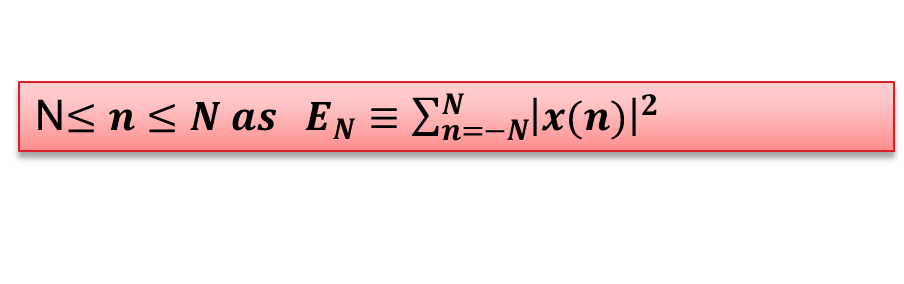 N≤ n ≤ N as E_N ≡ ∑_{n=−N}^{N}|x(n)|^2